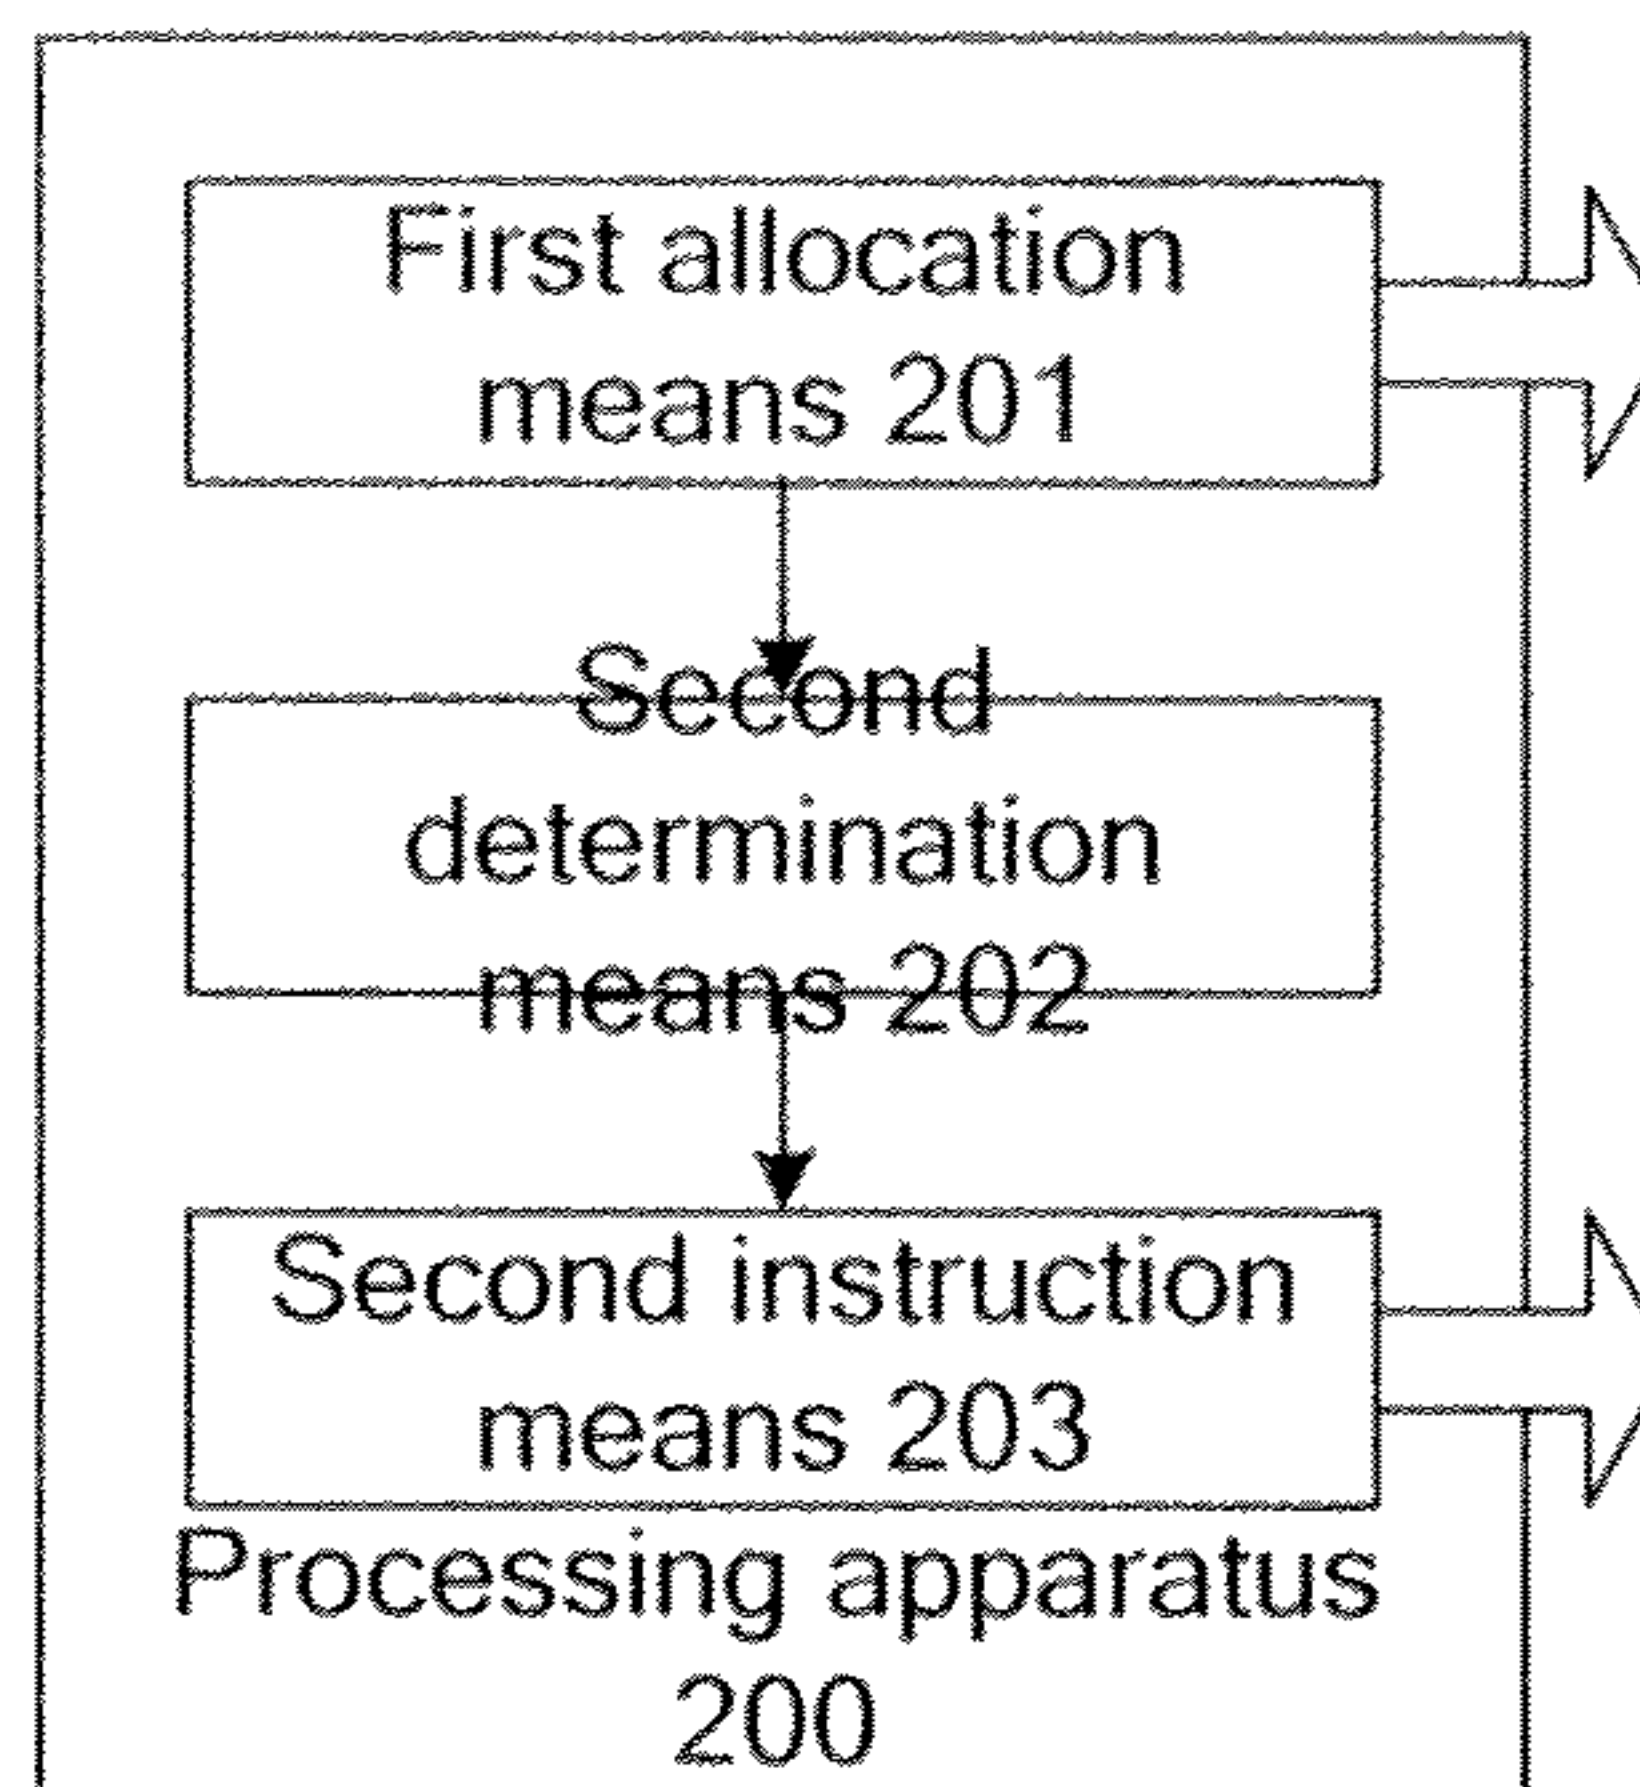 First allocation
means 201
Second
determination
means 202
Second instruction
means 203
Processing apparatus
200